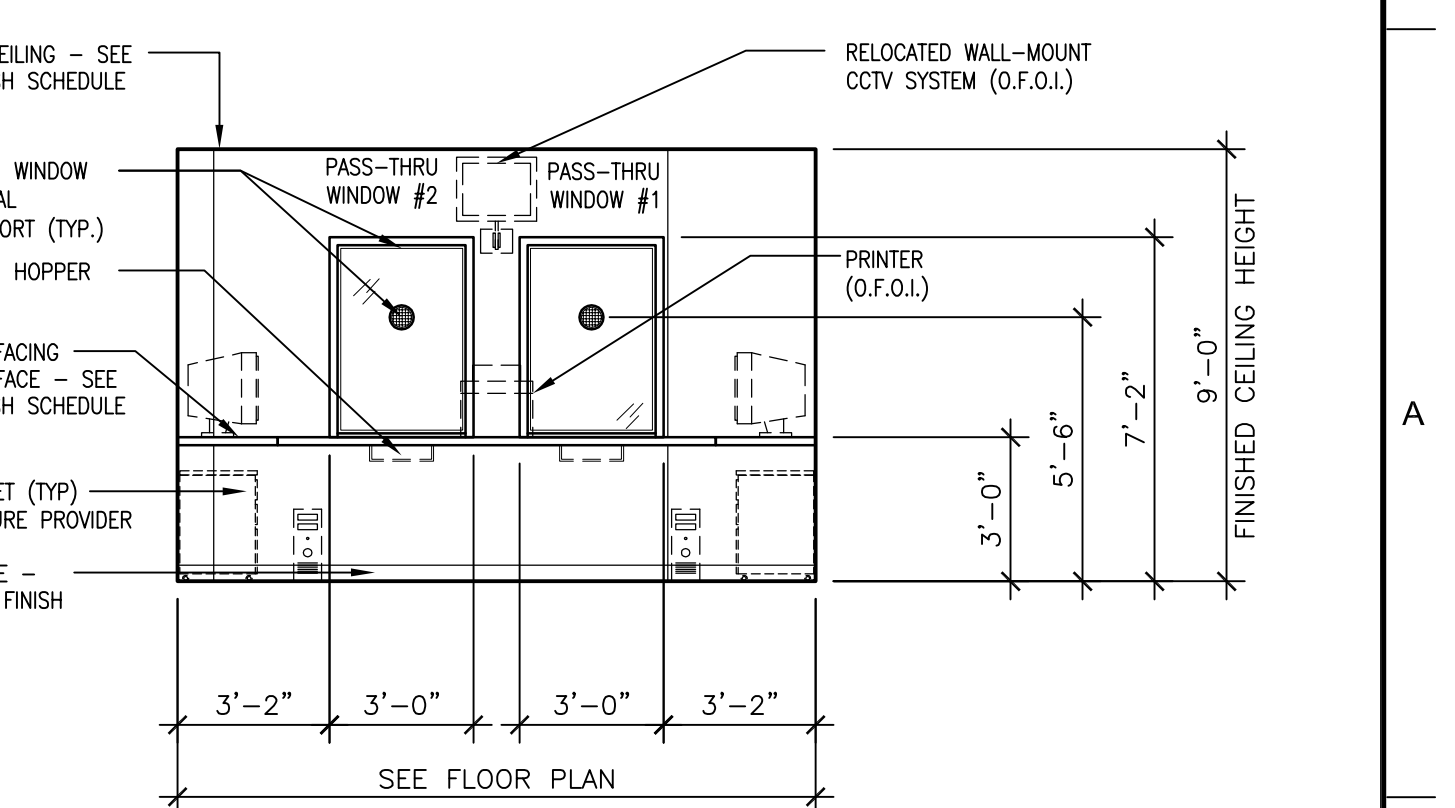 EILING – SEE
SH SCHEDULE
WINDOW
AL
ORT (TYP.)
HOPPER
FACING
FACE – SEE
SH SCHEDULE
ET (TYP)
URE PROVIDER
E –
FINISH
PASS–THRU
WINDOW #2
PASS–THRU
WINDOW #1
RELOCATED WALL–MOUNT
CCTV SYSTEM (O.F.O.I.)
PRINTER
(O.F.O.I.)
3'–0"
5'–6"
7'–2"
9'–0"
FINISHED CEILING HEIGHT
A
3'–2"
3'–0"
3'–0"
3'–2"
SEE FLOOR PLAN